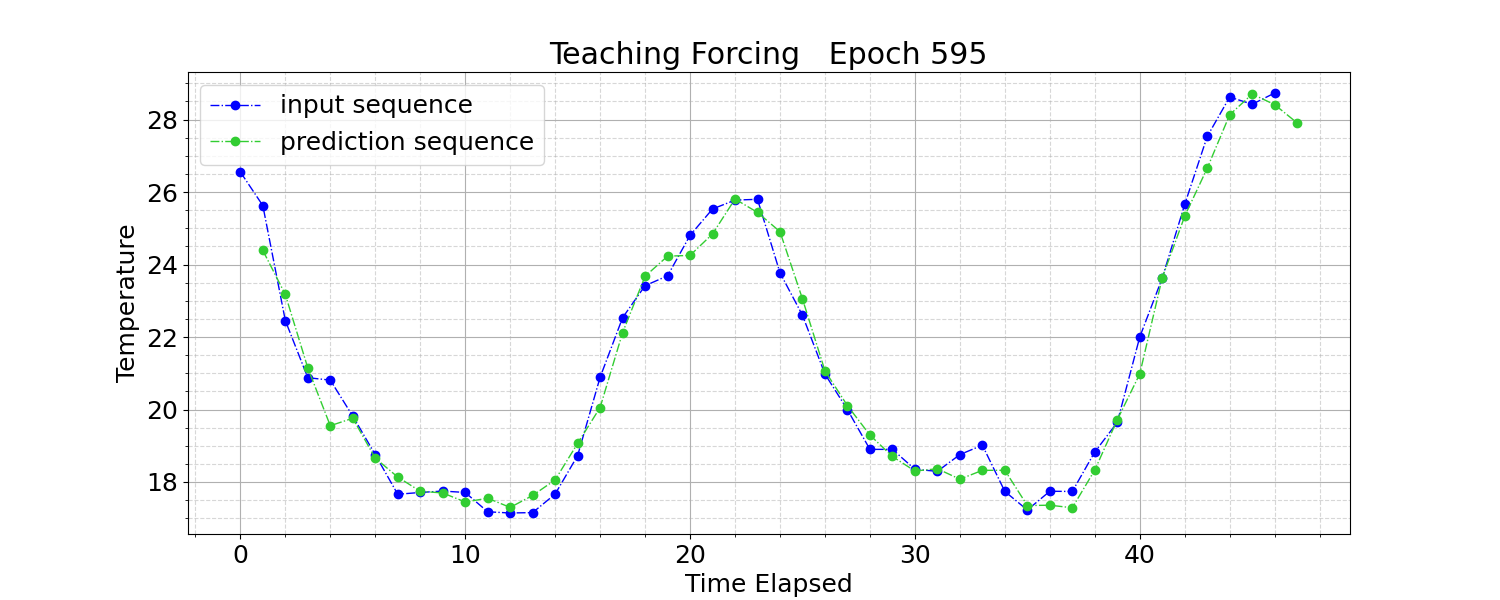 Teaching Forcing   Epoch 595
input sequence
prediction sequence
28
26
24
22
20
18
Temperature
0 10 20 30 40
Time Elapsed